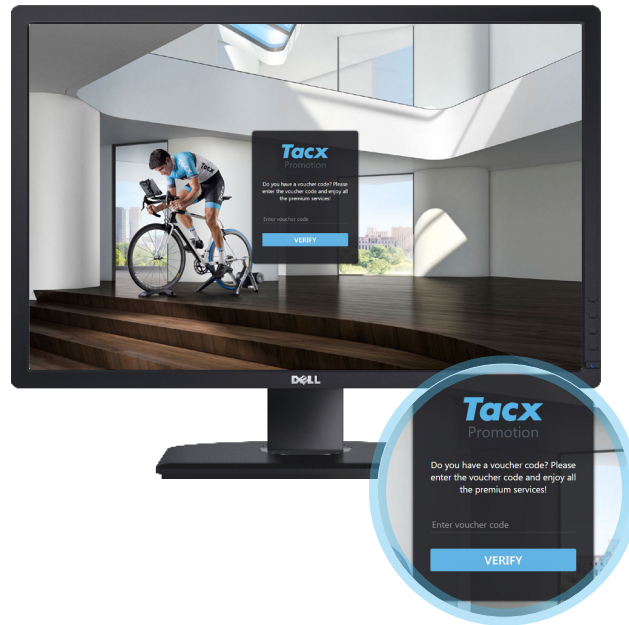 Tacx
Promotion
Do you have a voucher code? Please
enter the voucher code and enjoy all
the premium services!
Enter voucher code
VERIFY
Tacx
DELL
Tacx
Promotion
Do you have a voucher code? Please
enter the voucher code and enjoy all
the premium services!
Enter voucher code
VERIFY